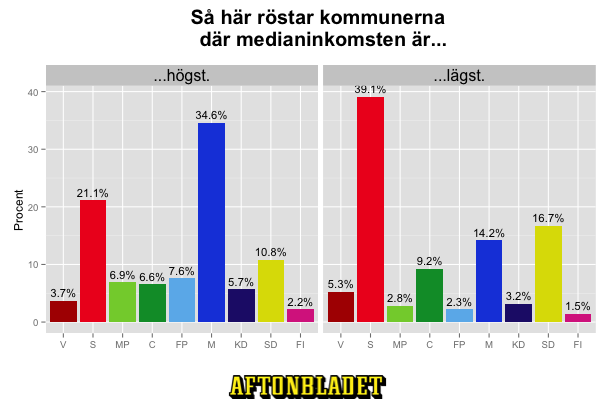 Så här röstar kommunerna
där medianinkomsten är...
...högst.
...lägst.
Procent
40
30
20
10
0
3.7%
21.1%
6.9%
6.6%
7.6%
34.6%
5.7%
10.8%
2.2%
5.3%
39.1%
2.8%
9.2%
2.3%
14.2%
3.2%
16.7%
1.5%
V S MP C FP M KD SD FI
V S MP C FP M KD SD FI
AFTONBLADET